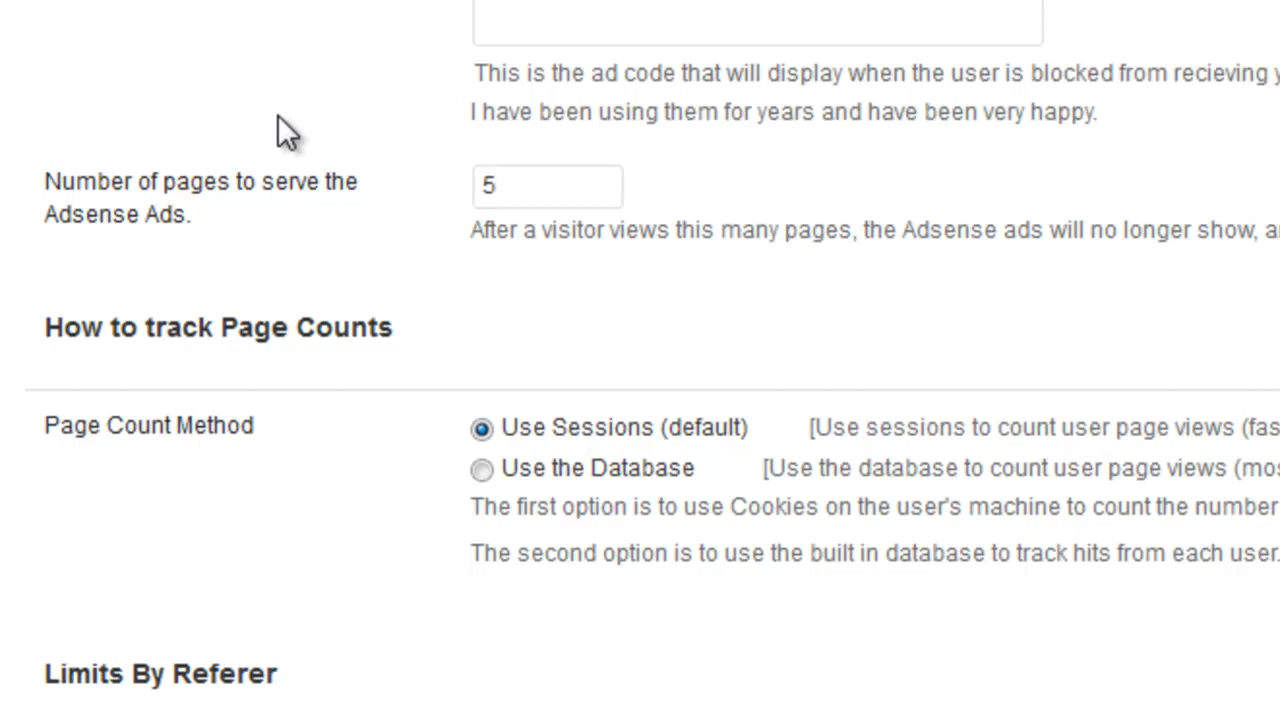 This is the ad code that will display when the user is blocked from recieving
I have been using them for years and have been very happy.
Number of pages to serve the
Adsense Ads.
5
After a visitor views this many pages, the Adsense ads will no longer show,
How to track Page Counts
Page Count Method
Use Sessions (default) [Use sessions to count user page views (fas
Use the Database [Use the database to count user page views (mos
The first option is to use Cookies on the user's machine to count the number
The second option is to use the built in database to track hits from each user.
Limits By Referer